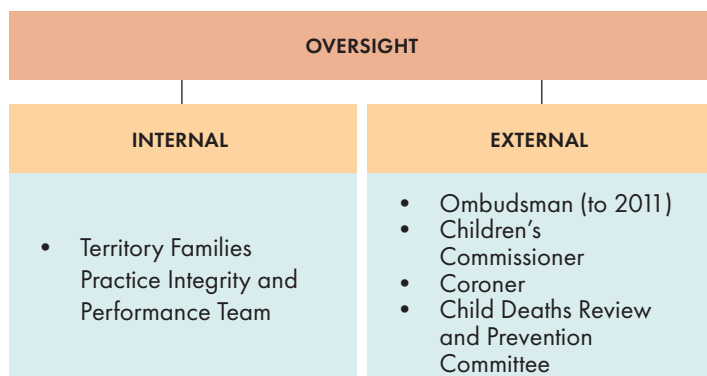 OVERSIGHT
INTERNAL
• Territory Families
Practice Integrity and
Performance Team
EXTERNAL
• Ombudsman (to 2011)
• Children’s
Commissioner
• Coroner
• Child Deaths Review
and Prevention
Committee